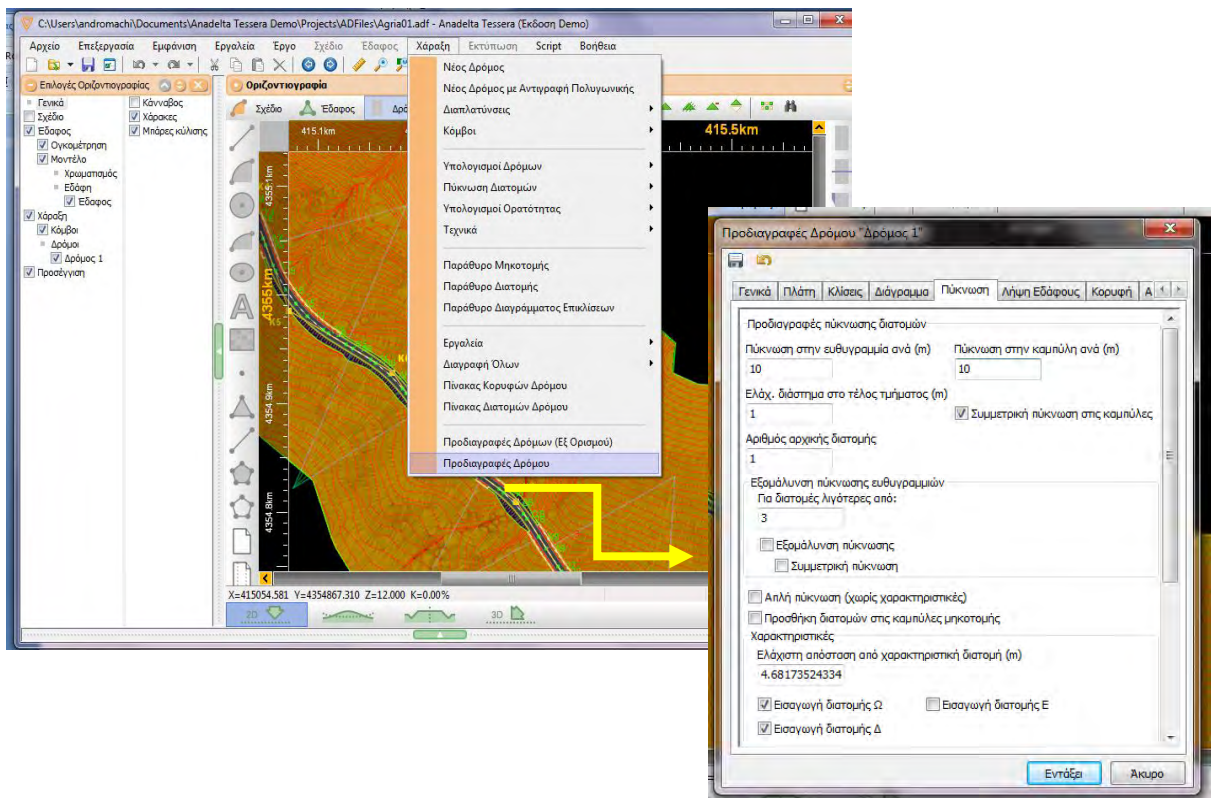 C:\Users\andromachi\Documents\Anadelta Tessera Demo\Projects\ADFiles\Agria01.adf - Anadelta Tessera (Έκδοση Demo)
Αρχείο Επεξεργασία Εμφάνιση Εργαλεία Έργο Σχέδιο Έδαφος Χάραξη Εκτύπωση Script Βοήθεια
Επιλογές Οριζοντιογραφίας
Γενικά
Σχέδιο
Έδαφος
Ογκομέτρηση
Μοντέλο
Χρωματισμός
Εδάφη
Έδαφος
Χάραξη
Κόμβοι
Δρόμοι
Δρόμος 1
Προσέγγιση
Κάνναβος
Χάρακες
Μπάρες κύλισης
Οριζοντιογραφία
Σχέδιο Έδαφος
415.1km
415.5km
4355.1km
4355km
4354.9km
4354.8km
Νέος Δρόμος
Νέος Δρόμος με Αντιγραφή Πολυγωνικής
Διαπλατύνσεις
Κόμβοι
Υπολογισμοί Δρόμων
Πύκνωση Διατομών
Υπολογισμοί Ορατότητας
Τεχνικά
Παράθυρο Μηκοτομής
Παράθυρο Διατομής
Παράθυρο Διαγράμματος Επικλίσεων
Εργαλεία
Διαγραφή Όλων
Πίνακας Κορυφών Δρόμου
Πίνακας Διατομών Δρόμου
Προδιαγραφές Δρόμων (Εξ Ορισμού)
Προδιαγραφές Δρόμου
X=415054.581 Y=4354867.310 Z=12.000 K=0.00%
2D 3D
Προδιαγραφές Δρόμου "Δρόμος 1"
Γενικά Πλάτη Κλίσεις Διάγραμμα Πύκνωση Λήψη Εδάφους Κορυφή Α
Προδιαγραφές πύκνωσης διατομών
Πύκνωση στην ευθυγραμμία ανά (m) Πύκνωση στην καμπύλη ανά (m)
10 10
Ελάχ. διάστημα στο τέλος τμήματος (m)
1 Συμμετρική πύκνωση στις καμπύλες
Αριθμός αρχικής διατομής
1
Εξομάλυνση πύκνωσης ευθυγραμμιών
Για διατομές λιγότερες από:
3
Εξομάλυνση πύκνωσης
Συμμετρική πύκνωση
Απλή πύκνωση (χωρίς χαρακτηριστικές)
Προσθήκη διατομών στις καμπύλες μηκοτομής
Χαρακτηριστικές
Ελάχιστη απόσταση από χαρακτηριστική διατομή (m)
4.68173524334
Εισαγωγή διατομής Ω Εισαγωγή διατομής Ε
Εισαγωγή διατομής Δ
Εντάξει Άκυρο